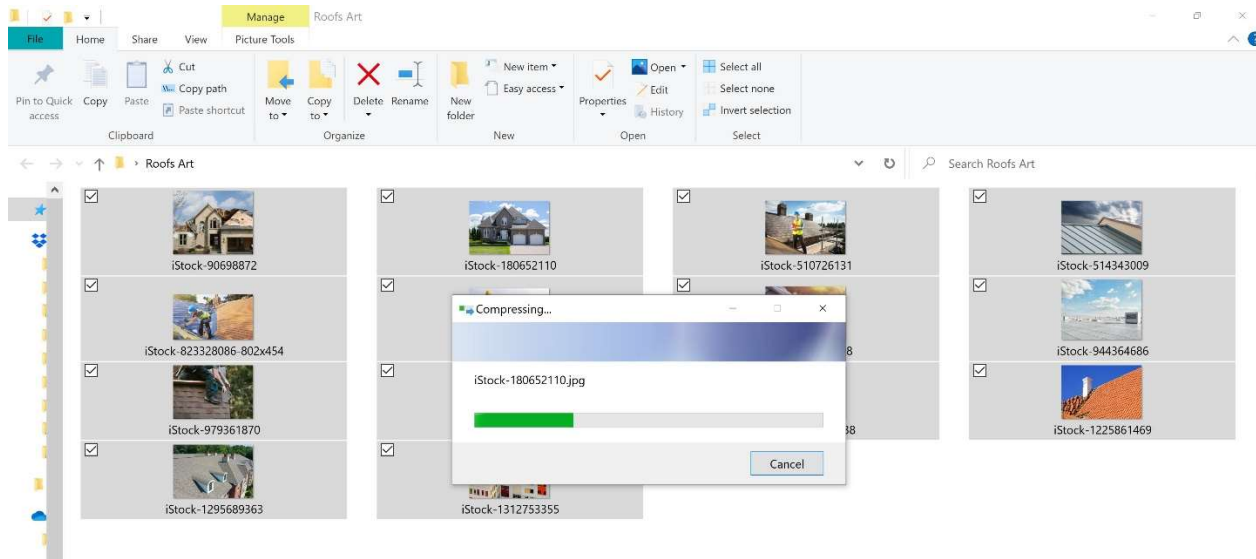 Manage Roofs Art
File Home Share View Picture Tools
Pin to Quick access
Copy
Paste
Cut
Copy path
Paste shortcut
Clipboard
Move to
Copy to
Delete
Rename
Organize
New folder
New item
Easy access
New
Properties
Open
Edit
History
Open
Select all
Select none
Invert selection
Select
Roofs Art
Search Roofs Art
iStock-90698872
iStock-180652110
iStock-510726131
iStock-514343009
iStock-823328086-802x454
8
iStock-944364686
iStock-979361870
38
iStock-1225861469
iStock-1295689363
iStock-1312753355
Compressing...
iStock-180652110.jpg
Cancel